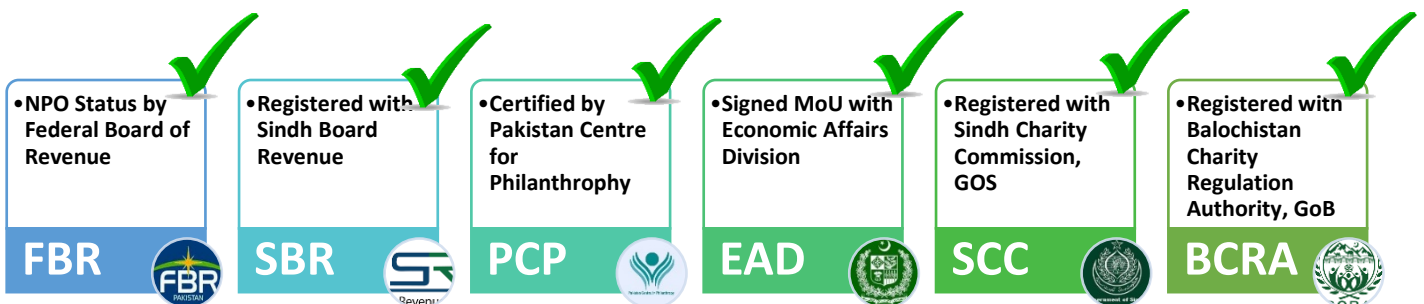 •NPO Status by
Federal Board of
Revenue
FBR
FBR
PAKISTAN
•Registered with
Sindh Board
Revenue
SBR
SR
Revenu
•Certified by
Pakistan Centre
for
Philanthrophy
PCP
•Signed MoU with
Economic Affairs
Division
EAD
•Registered with
Sindh Charity
Commission,
GOS
SCC
•Registered with
Balochistan
Charity
Regulation
Authority, GoB
BCRA